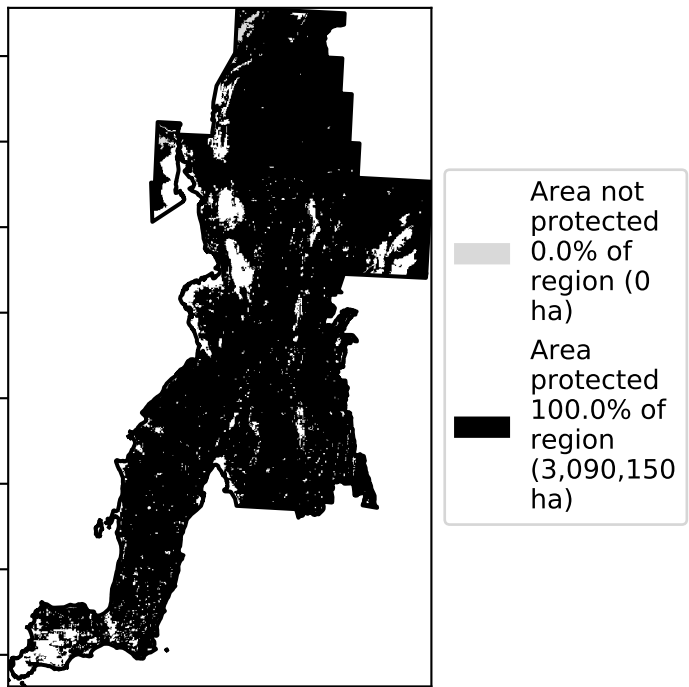 Area not
protected
0.0% of
region (0
ha)
Area
protected
100.0% of
region
(3,090,150
ha)